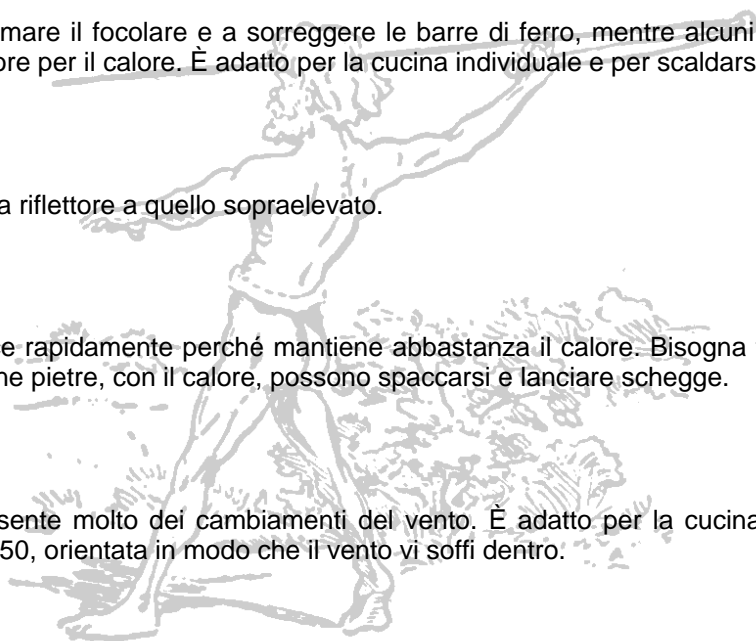 mare il focolare e a sorreggere le barre di ferro, mentre alcuni
ore per il calore. È adatto per la cucina individuale e per scaldars
a riflettore a quello sopraelevato.
e rapidamente perché mantiene abbastanza il calore. Bisogna
ne pietre, con il calore, possono spaccarsi e lanciare schegge.
sente molto dei cambiamenti del vento. È adatto per la cucina
50, orientata in modo che il vento vi soffi dentro.